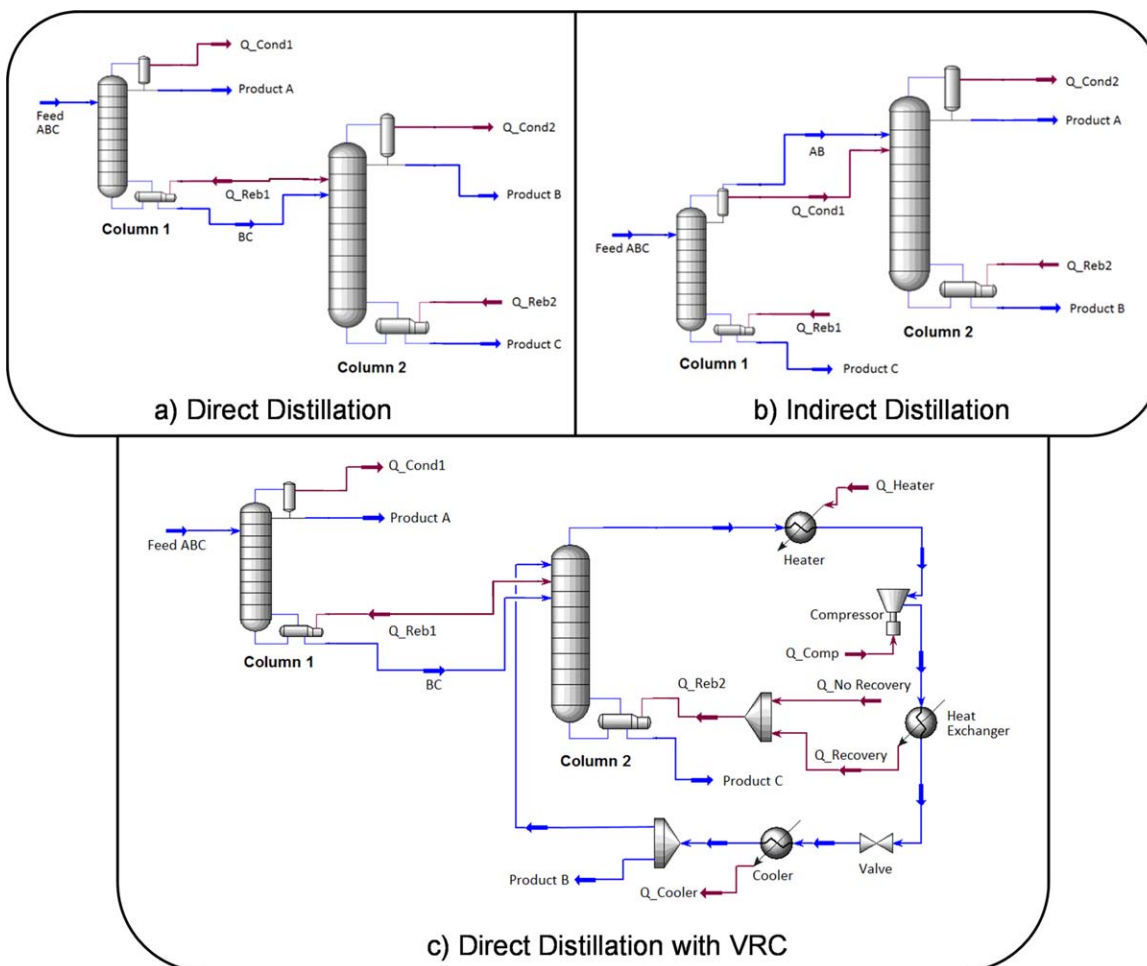 Q_Cond1
Product A
Feed
ABC
Q_Reb1
Column 1
BC
Q_Cond2
Product B
Q_Reb2
Product C
Column 2
a) Direct Distillation
Q_Cond2
Product A
AB
Q_Cond1
Feed ABC
Q_Reb1
Column 1
Product C
Q_Reb2
Product B
Column 2
b) Indirect Distillation
Q_Cond1
Product A
Feed ABC
Q_Reb1
Column 1
BC
Q_Heater
Heater
Compressor
Q_Comp
Q_Reb2
Q_No Recovery
Heat
Exchanger
Q_Recovery
Column 2
Product C
Product B
Q_Cooler
Cooler
Valve
c) Direct Distillation with VRC